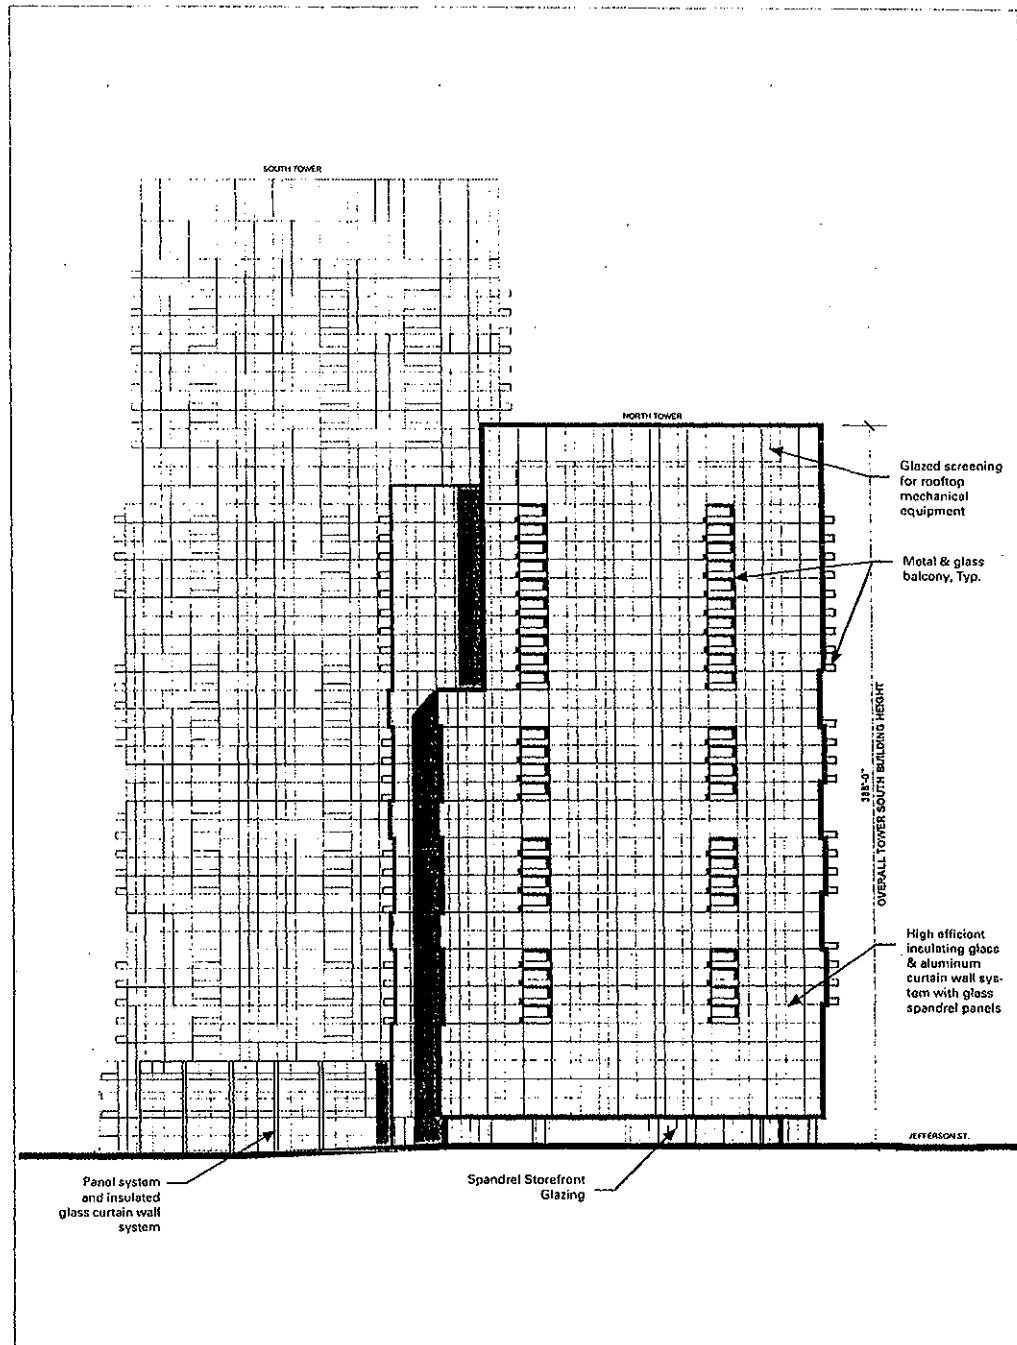 SOUTH TOWER
NORTH TOWER
Glazed screening
for rooftop
mechanical
equipment
Metal & glass
balcony, Typ.
OVERALL TOWER SOUTH BUILDING HEIGHT
High efficient
insulating glass
& aluminum
curtain wall sys-
tem with glass
spandrel panels
JEFFERSON ST.
Panel system
and insulated
glass curtain wall
system
Spandrel Storefront
Glazing